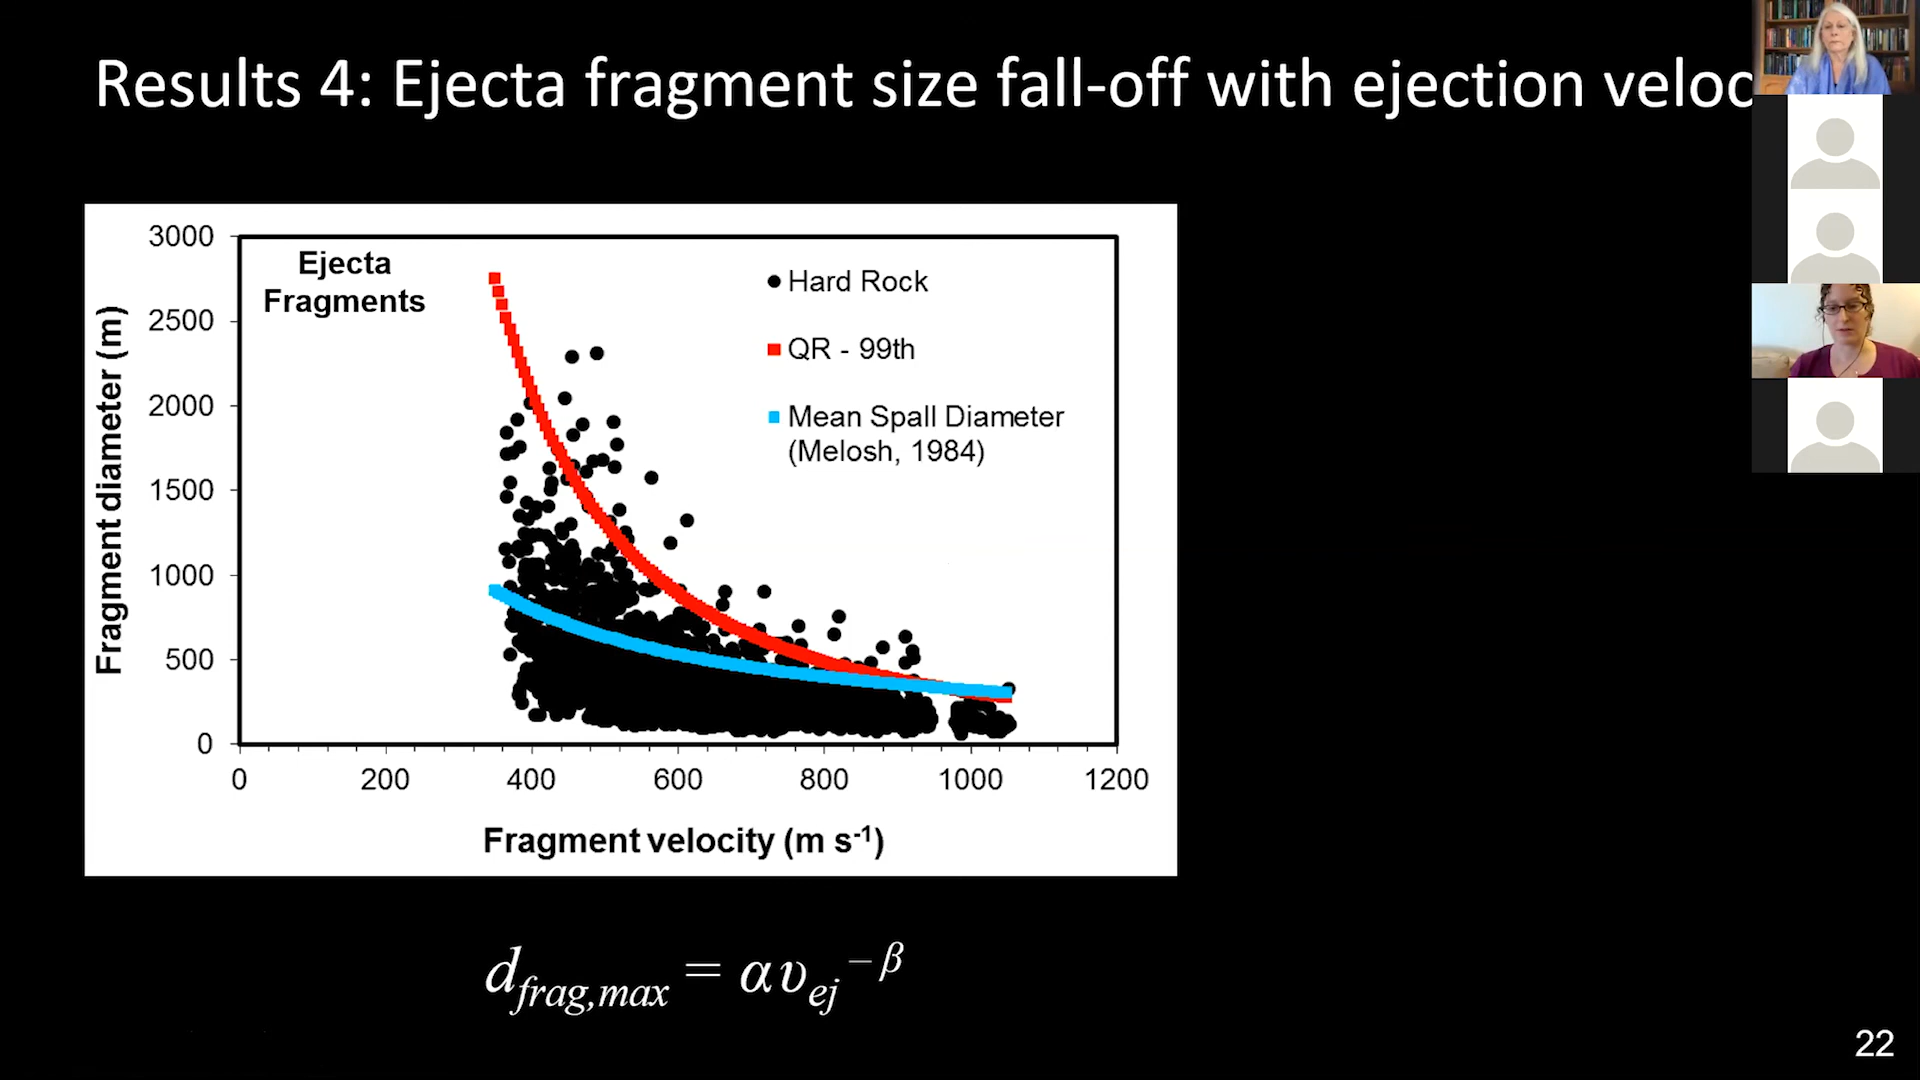 Results 4: Ejecta fragment size fall-off with ejection veloc
Ejecta
Fragments
Hard Rock
QR - 99th
Mean Spall Diameter
(Melosh, 1984)
Fragment diameter (m)
3000
2500
2000
1500
1000
500
0
0 200 400 600 800 1000 1200
Fragment velocity (m s⁻¹)
d_frag,max = αυ_ej^−β
22